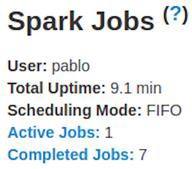 Spark Jobs (?)
User: pablo
Total Uptime: 9.1 min
Scheduling Mode: FIFO
Active Jobs: 1
Completed Jobs: 7